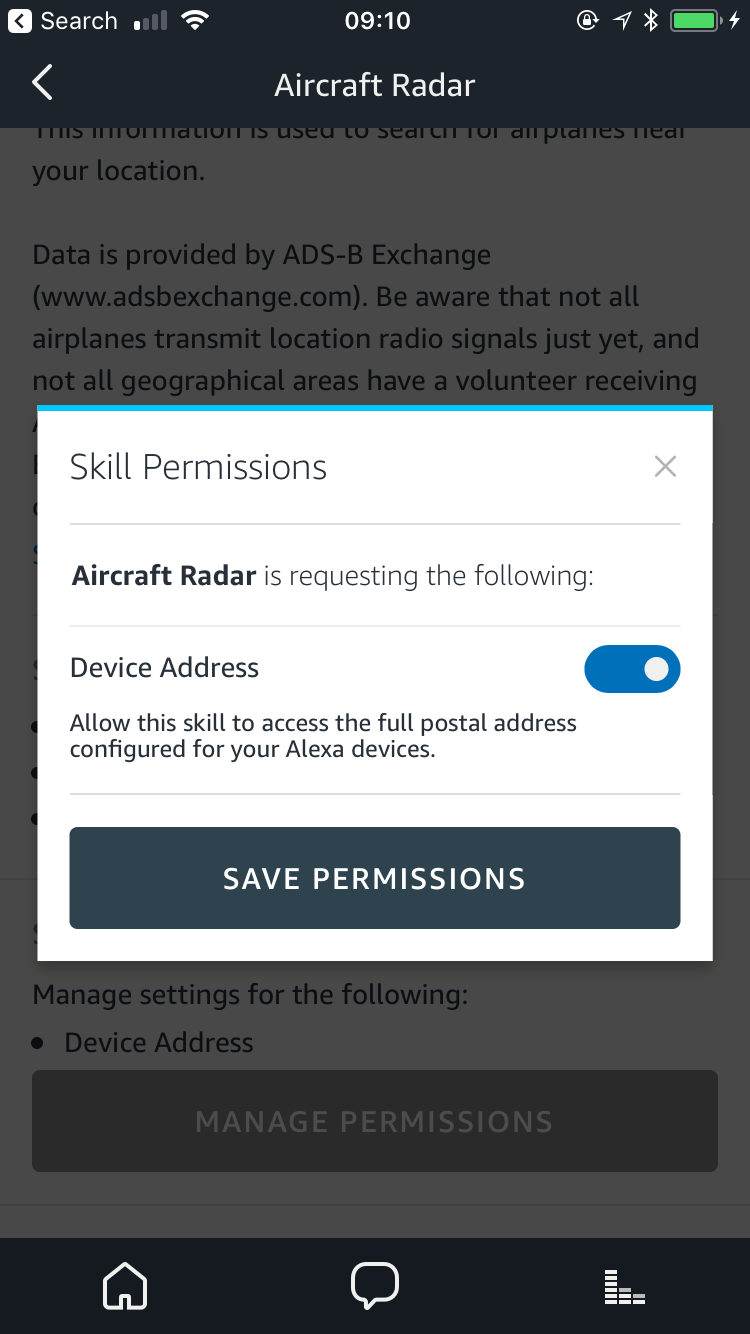 Search
09:10
Aircraft Radar
This information is used to search for airplanes near
your location.
Data is provided by ADS-B Exchange
(www.adsbexchange.com). Be aware that not all
airplanes transmit location radio signals just yet, and
not all geographical areas have a volunteer receiving
Skill Permissions
Aircraft Radar is requesting the following:
Device Address
Allow this skill to access the full postal address
configured for your Alexa devices.
SAVE PERMISSIONS
Manage settings for the following:
• Device Address
MANAGE PERMISSIONS